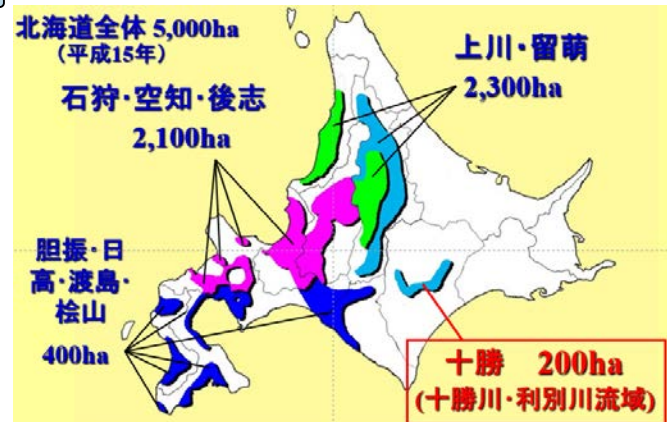 北海道全体 5,000ha
（平成15年）
上川・留萌
2,300ha
石狩・空知・後志
2,100ha
胆振・日
高・渡島・
桧山
400ha
十勝　200ha
(十勝川・利別川流域)